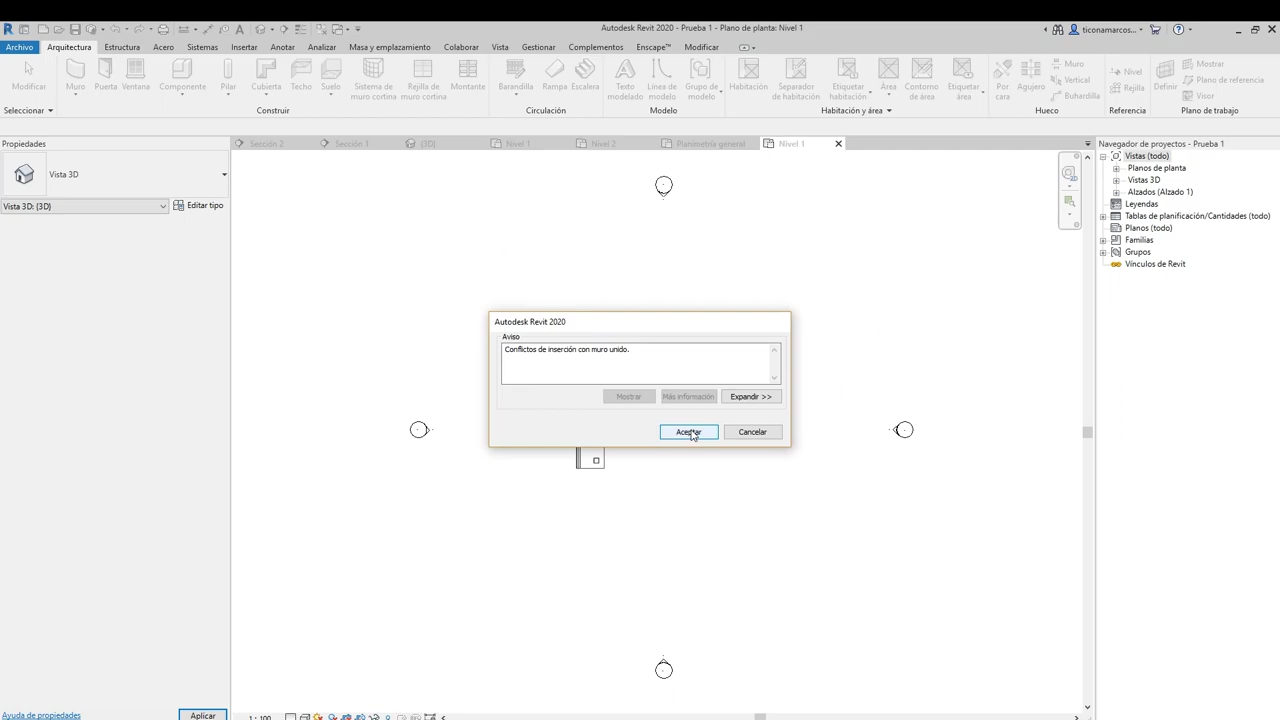 Autodesk Revit 2020 - Prueba 1 - Plano de planta: Nivel 1
ticonamarcos...
Archivo Arquitectura Estructura Acero Sistemas Insertar Anotar Analizar Masa y emplazamiento Colaborar Vista Gestionar Complementos Enscape™ Modificar
Modificar Muro Puerta Ventana Componente Pilar Cubierta Techo Suelo Sistema de muro cortina Rejilla de muro cortina Montante Barandilla Rampa Escalera Texto modelado Línea de modelo Grupo de modelo Habitación Separador de habitación Etiquetar habitación Área Contorno de área Etiquetar área Por cara Agujero Muro Vertical Buhardilla Nivel Rejilla Definir Mostrar Plano de referencia Visor
Seleccionar Construir Circulación Modelo Habitación y área Hueco Referencia Plano de trabajo
Propiedades
Sección 2 Sección 1 {3D} Nivel 1 Nivel 2 Planimetría general Nivel 1
Navegador de proyectos - Prueba 1
Vista 3D
Vista 3D: {3D}
Editar tipo
Vistas (todo)
Planos de planta
Vistas 3D
Alzados (Alzado 1)
Leyendas
Tablas de planificación/Cantidades (todo)
Planos (todo)
Familias
Grupos
Vínculos de Revit
Autodesk Revit 2020
Aviso
Conflictos de inserción con muro unido.
Mostrar Más información Expandir >>
Aceptar Cancelar
Ayuda de propiedades
Aplicar
1 : 100